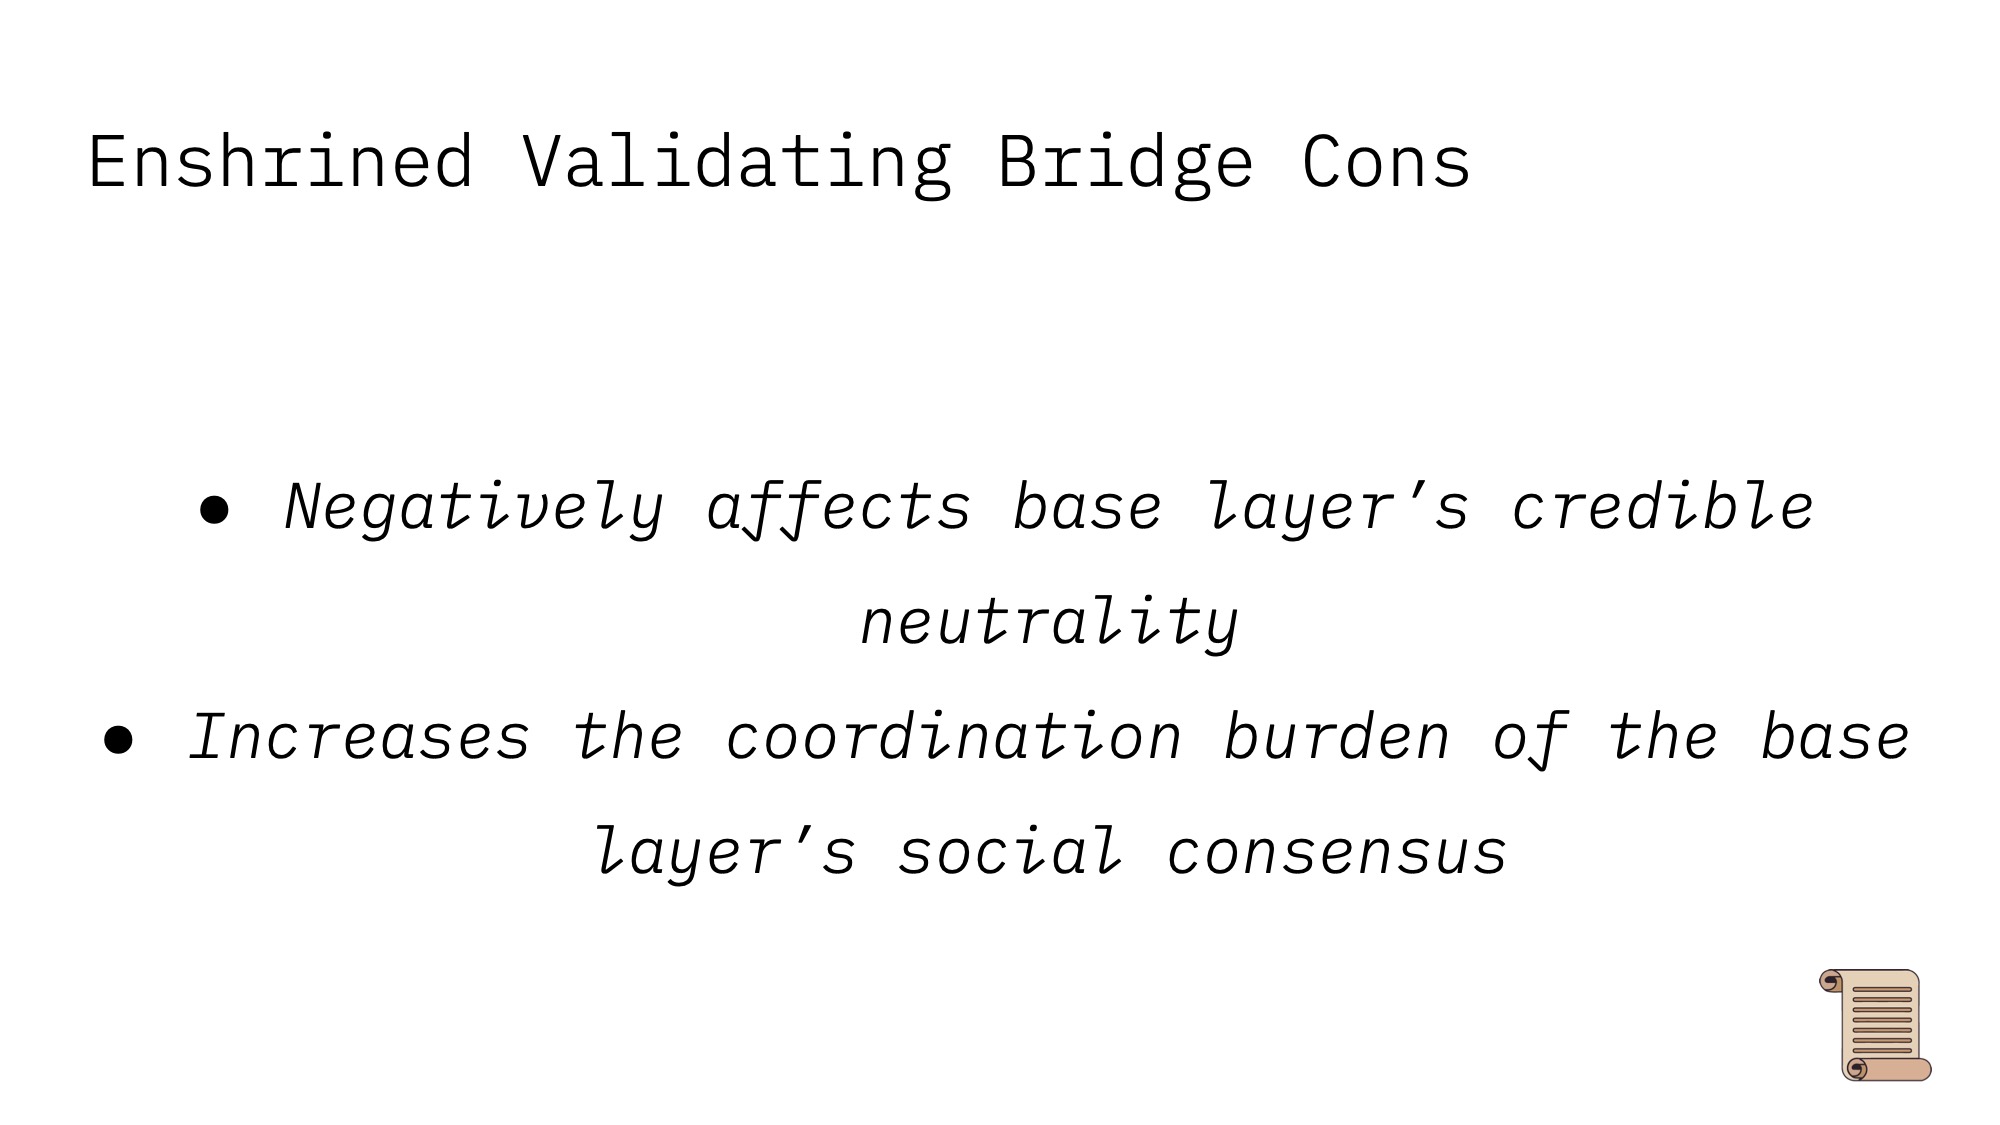 Enshrined Validating Bridge Cons
● Negatively affects base layer’s credible
neutrality
● Increases the coordination burden of the base
layer’s social consensus